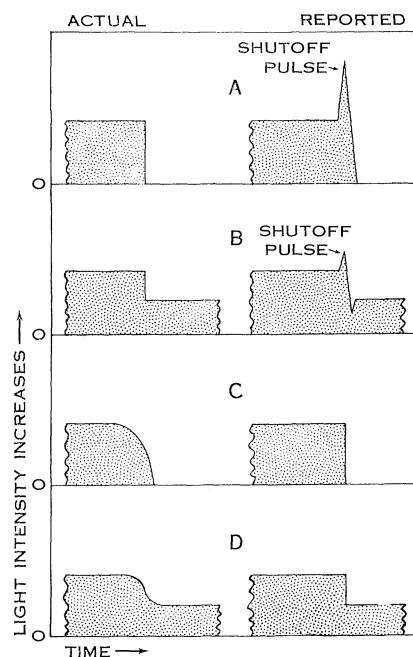 ACTUAL
REPORTED
SHUTOFF
PULSE→
A
O
B
SHUTOFF
PULSE→
O
C
O
D
O
LIGHT INTENSITY INCREASES →
TIME →